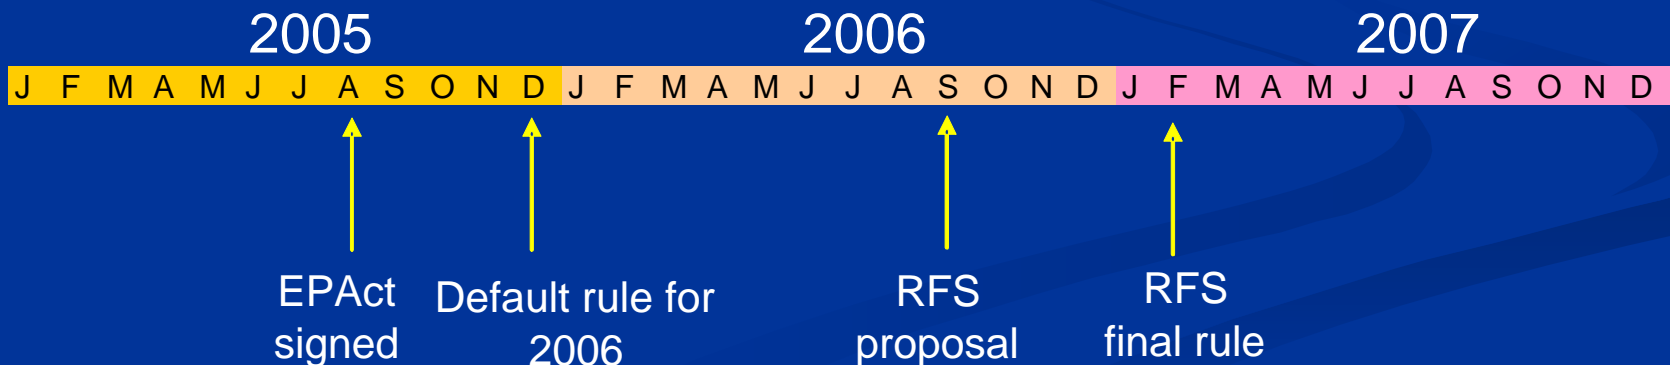 2005 2006 2007
J F M A M J J A S O N D J F M A M J J A S O N D J F M A M J J A S O N D
EPAct
signed
Default rule for
2006
RFS
proposal
RFS
final rule